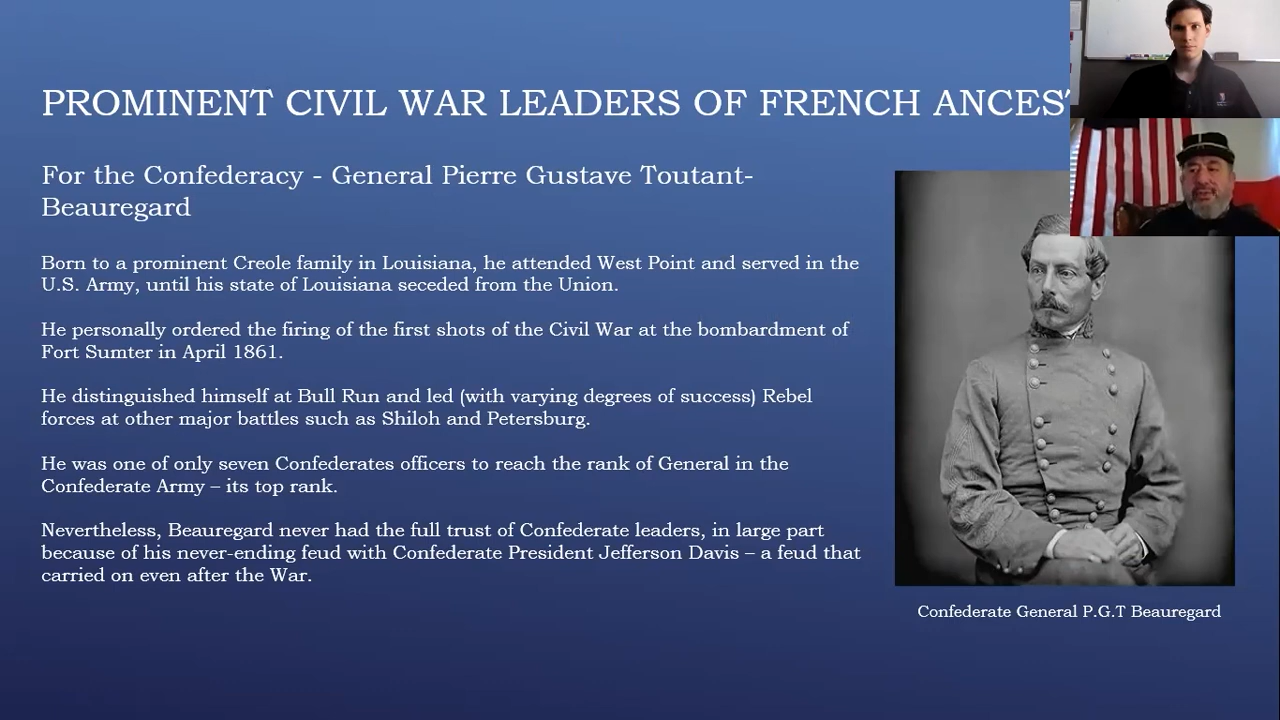 PROMINENT CIVIL WAR LEADERS OF FRENCH ANCES
For the Confederacy - General Pierre Gustave Toutant-
Beauregard
Born to a prominent Creole family in Louisiana, he attended West Point and served in the
U.S. Army, until his state of Louisiana seceded from the Union.
He personally ordered the firing of the first shots of the Civil War at the bombardment of
Fort Sumter in April 1861.
He distinguished himself at Bull Run and led (with varying degrees of success) Rebel
forces at other major battles such as Shiloh and Petersburg.
He was one of only seven Confederates officers to reach the rank of General in the
Confederate Army – its top rank.
Nevertheless, Beauregard never had the full trust of Confederate leaders, in large part
because of his never-ending feud with Confederate President Jefferson Davis – a feud that
carried on even after the War.
Confederate General P.G.T Beauregard